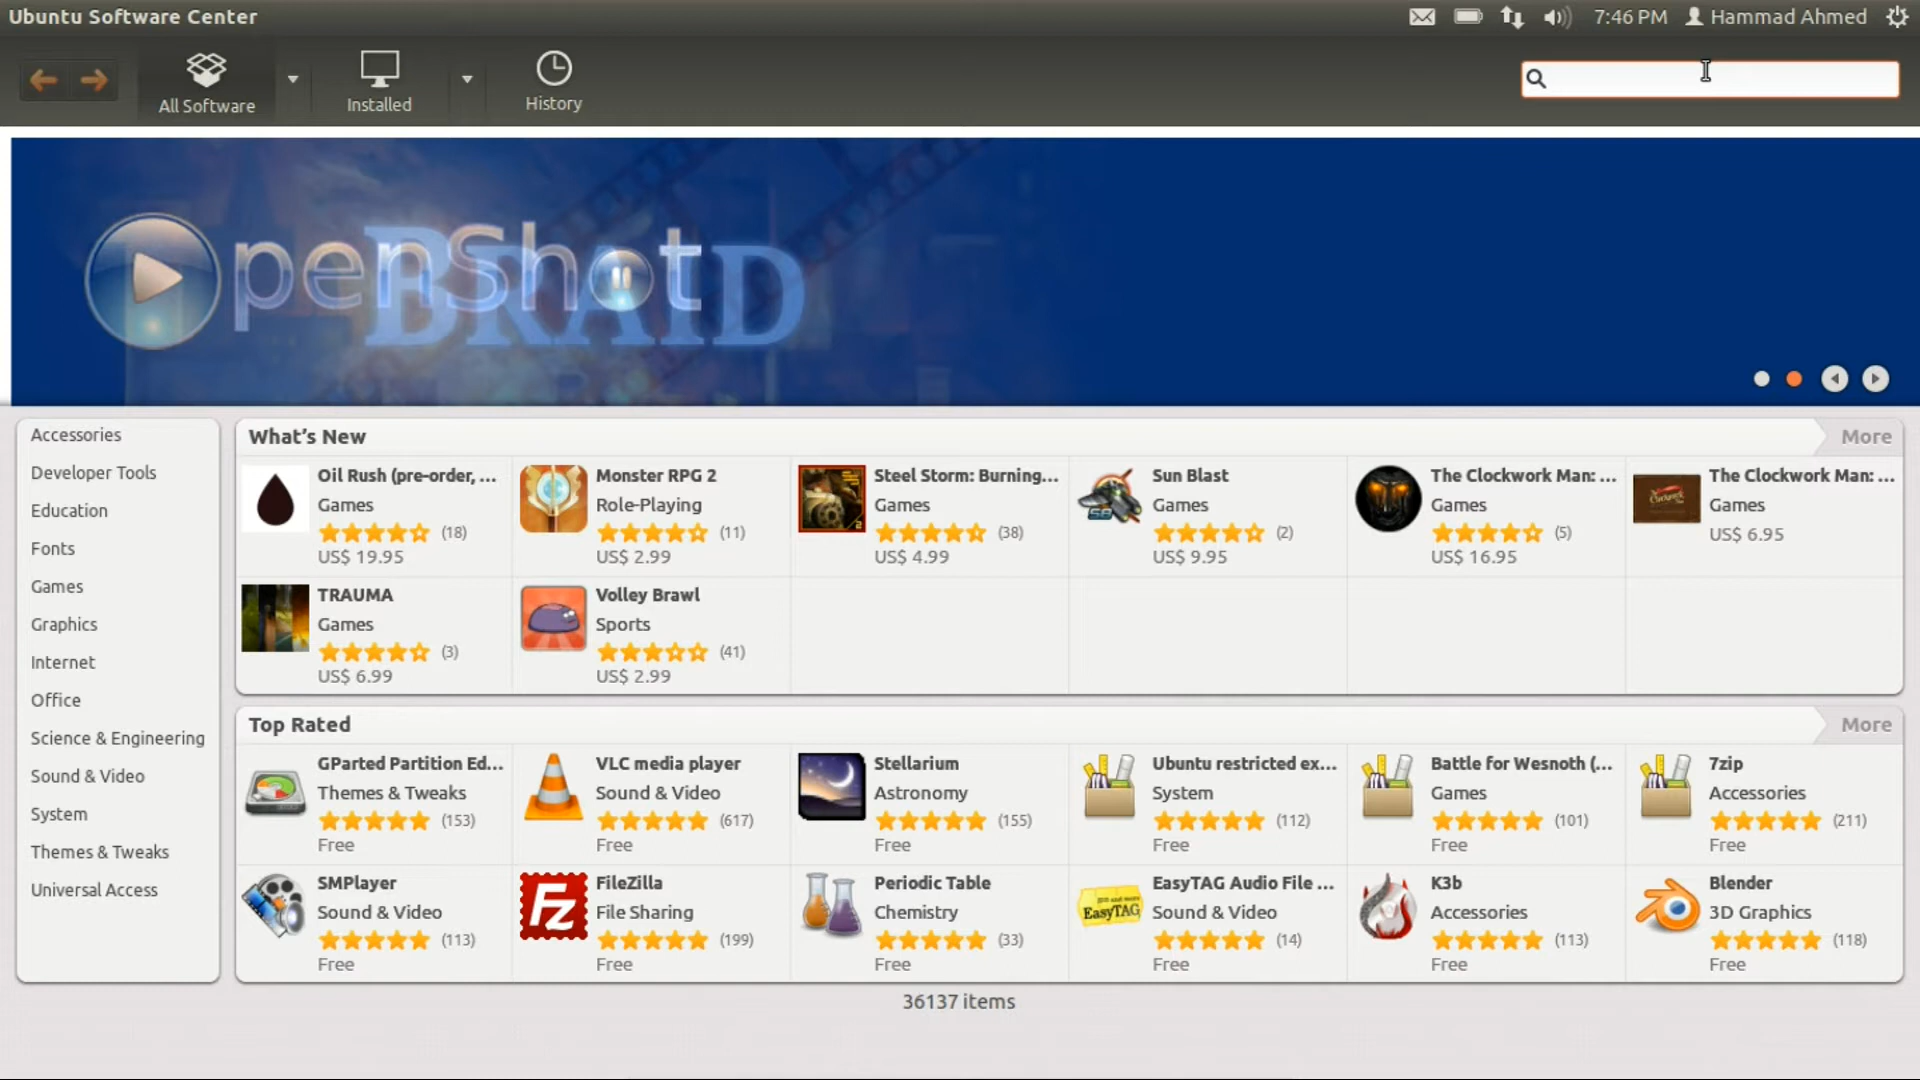 Ubuntu Software Center
7:46 PM Hammad Ahmed
All Software
Installed
History
penShot
BRAID
Accessories
Developer Tools
Education
Fonts
Games
Graphics
Internet
Office
Science & Engineering
Sound & Video
System
Themes & Tweaks
Universal Access
What's New
More
Oil Rush (pre-order, ...
Games
(18)
US$ 19.95
Monster RPG 2
Role-Playing
(11)
US$ 2.99
Steel Storm: Burning...
Games
(38)
US$ 4.99
Sun Blast
Games
(2)
US$ 9.95
The Clockwork Man: ...
Games
(5)
US$ 16.95
The Clockwork Man: ...
Games
US$ 6.95
TRAUMA
Games
(3)
US$ 6.99
Volley Brawl
Sports
(41)
US$ 2.99
Top Rated
More
GParted Partition Ed...
Themes & Tweaks
(153)
Free
VLC media player
Sound & Video
(617)
Free
Stellarium
Astronomy
(155)
Free
Ubuntu restricted ex...
System
(112)
Free
Battle for Wesnoth (...
Games
(101)
Free
7zip
Accessories
(211)
Free
SMPlayer
Sound & Video
(113)
Free
Fz
FileZilla
File Sharing
(199)
Free
Periodic Table
Chemistry
(33)
Free
EasyTAG
EasyTAG Audio File ...
Sound & Video
(14)
Free
K3b
Accessories
(113)
Free
Blender
3D Graphics
(118)
Free
36137 items